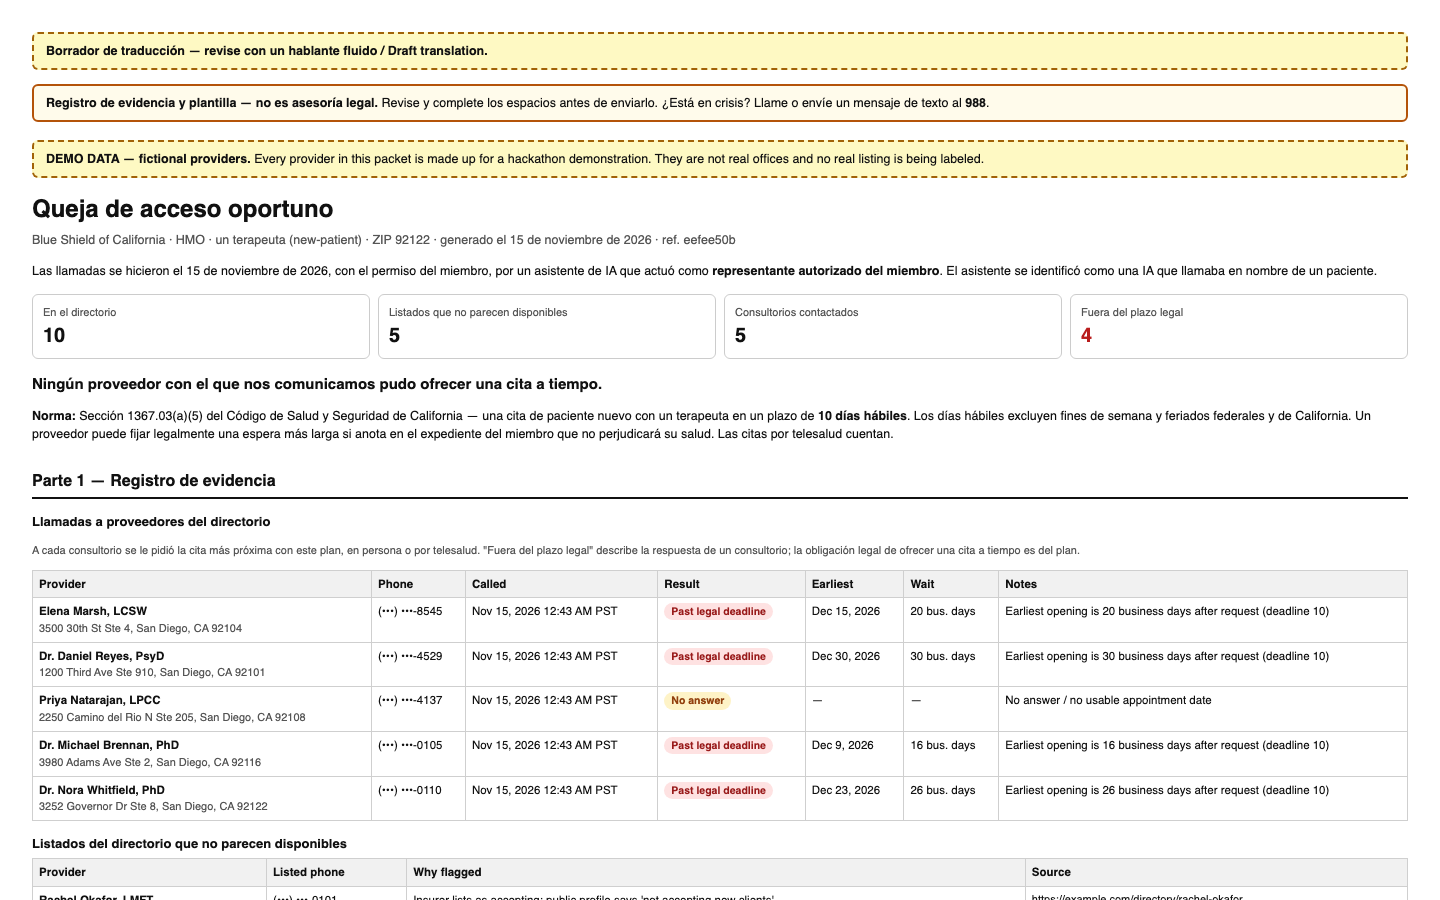 Borrador de traducción — revise con un hablante fluido / Draft translation.
Registro de evidencia y plantilla — no es asesoría legal. Revise y complete los espacios antes de enviarlo. ¿Está en crisis? Llame o envíe un mensaje de texto al 988.
DEMO DATA — fictional providers. Every provider in this packet is made up for a hackathon demonstration. They are not real offices and no real listing is being labeled.
Queja de acceso oportuno
Blue Shield of California · HMO · un terapeuta (new-patient) · ZIP 92122 · generado el 15 de noviembre de 2026 · ref. eefee50b
Las llamadas se hicieron el 15 de noviembre de 2026, con el permiso del miembro, por un asistente de IA que actuó como representante autorizado del miembro. El asistente se identificó como una IA que llamaba en nombre de un paciente.
En el directorio
10
Listados que no parecen disponibles
5
Consultorios contactados
5
Fuera del plazo legal
4
Ningún proveedor con el que nos comunicamos pudo ofrecer una cita a tiempo.
Norma: Sección 1367.03(a)(5) del Código de Salud y Seguridad de California — una cita de paciente nuevo con un terapeuta en un plazo de 10 días hábiles. Los días hábiles excluyen fines de semana y feriados federales y de California. Un
proveedor puede fijar legalmente una espera más larga si anota en el expediente del miembro que no perjudicará su salud. Las citas por telesalud cuentan.
Parte 1 — Registro de evidencia
Llamadas a proveedores del directorio
A cada consultorio se le pidió la cita más próxima con este plan, en persona o por telesalud. "Fuera del plazo legal" describe la respuesta de un consultorio; la obligación legal de ofrecer una cita a tiempo es del plan.
Provider Phone Called Result Earliest Wait Notes
Elena Marsh, LCSW (•••) •••-8545 Nov 15, 2026 12:43 AM PST Past legal deadline Dec 15, 2026 20 bus. days Earliest opening is 20 business days after request (deadline 10)
3500 30th St Ste 4, San Diego, CA 92104
Dr. Daniel Reyes, PsyD (•••) •••-4529 Nov 15, 2026 12:43 AM PST Past legal deadline Dec 30, 2026 30 bus. days Earliest opening is 30 business days after request (deadline 10)
1200 Third Ave Ste 910, San Diego, CA 92101
Priya Natarajan, LPCC (•••) •••-4137 Nov 15, 2026 12:43 AM PST No answer — — No answer / no usable appointment date
2250 Camino del Rio N Ste 205, San Diego, CA 92108
Dr. Michael Brennan, PhD (•••) •••-0105 Nov 15, 2026 12:43 AM PST Past legal deadline Dec 9, 2026 16 bus. days Earliest opening is 16 business days after request (deadline 10)
3980 Adams Ave Ste 2, San Diego, CA 92116
Dr. Nora Whitfield, PhD (•••) •••-0110 Nov 15, 2026 12:43 AM PST Past legal deadline Dec 23, 2026 26 bus. days Earliest opening is 26 business days after request (deadline 10)
3252 Governor Dr Ste 8, San Diego, CA 92122
Listados del directorio que no parecen disponibles
Provider Listed phone Why flagged Source
Rachel Okafor, LMFT (•••) •••-0101 Insurer lists as accepting; public profile says 'not accepting new clients' https://example.com/directory/rachel-okafor